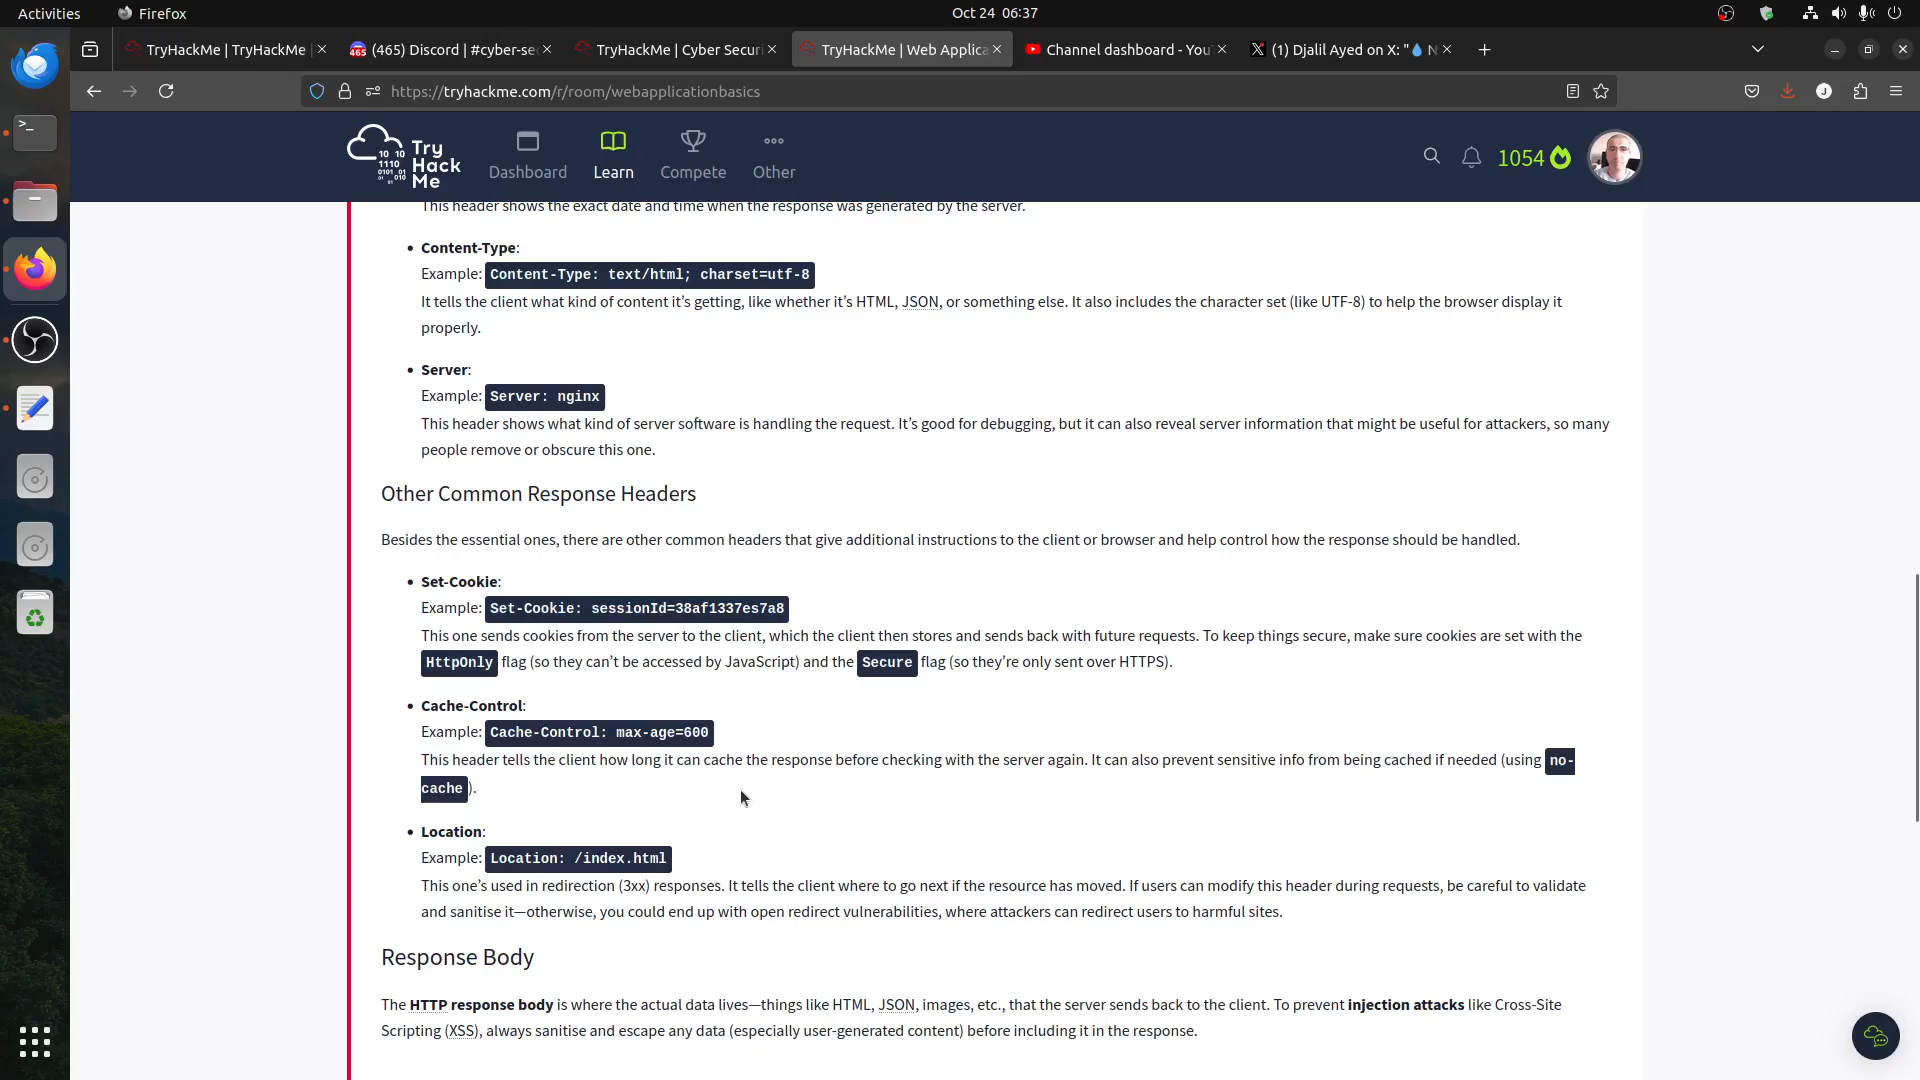 Activities
Firefox
Oct 24 06:37
TryHackMe | TryHackMe
(465) Discord | #cyber-se
TryHackMe | Cyber Securi
TryHackMe | Web Applica
Channel dashboard - You
(1) Djalil Ayed on X: "💧 N
https://tryhackme.com/r/room/webapplicationbasics
Try Hack Me
Dashboard
Learn
Compete
Other
1054
This header shows the exact date and time when the response was generated by the server.
• Content-Type:
Example: Content-Type: text/html; charset=utf-8
It tells the client what kind of content it’s getting, like whether it’s HTML, JSON, or something else. It also includes the character set (like UTF-8) to help the browser display it
properly.
• Server:
Example: Server: nginx
This header shows what kind of server software is handling the request. It’s good for debugging, but it can also reveal server information that might be useful for attackers, so many
people remove or obscure this one.
Other Common Response Headers
Besides the essential ones, there are other common headers that give additional instructions to the client or browser and help control how the response should be handled.
• Set-Cookie:
Example: Set-Cookie: sessionId=38af1337es7a8
This one sends cookies from the server to the client, which the client then stores and sends back with future requests. To keep things secure, make sure cookies are set with the
HttpOnly flag (so they can’t be accessed by JavaScript) and the Secure flag (so they’re only sent over HTTPS).
• Cache-Control:
Example: Cache-Control: max-age=600
This header tells the client how long it can cache the response before checking with the server again. It can also prevent sensitive info from being cached if needed (using no-
cache).
• Location:
Example: Location: /index.html
This one’s used in redirection (3xx) responses. It tells the client where to go next if the resource has moved. If users can modify this header during requests, be careful to validate
and sanitise it—otherwise, you could end up with open redirect vulnerabilities, where attackers can redirect users to harmful sites.
Response Body
The HTTP response body is where the actual data lives—things like HTML, JSON, images, etc., that the server sends back to the client. To prevent injection attacks like Cross-Site
Scripting (XSS), always sanitise and escape any data (especially user-generated content) before including it in the response.